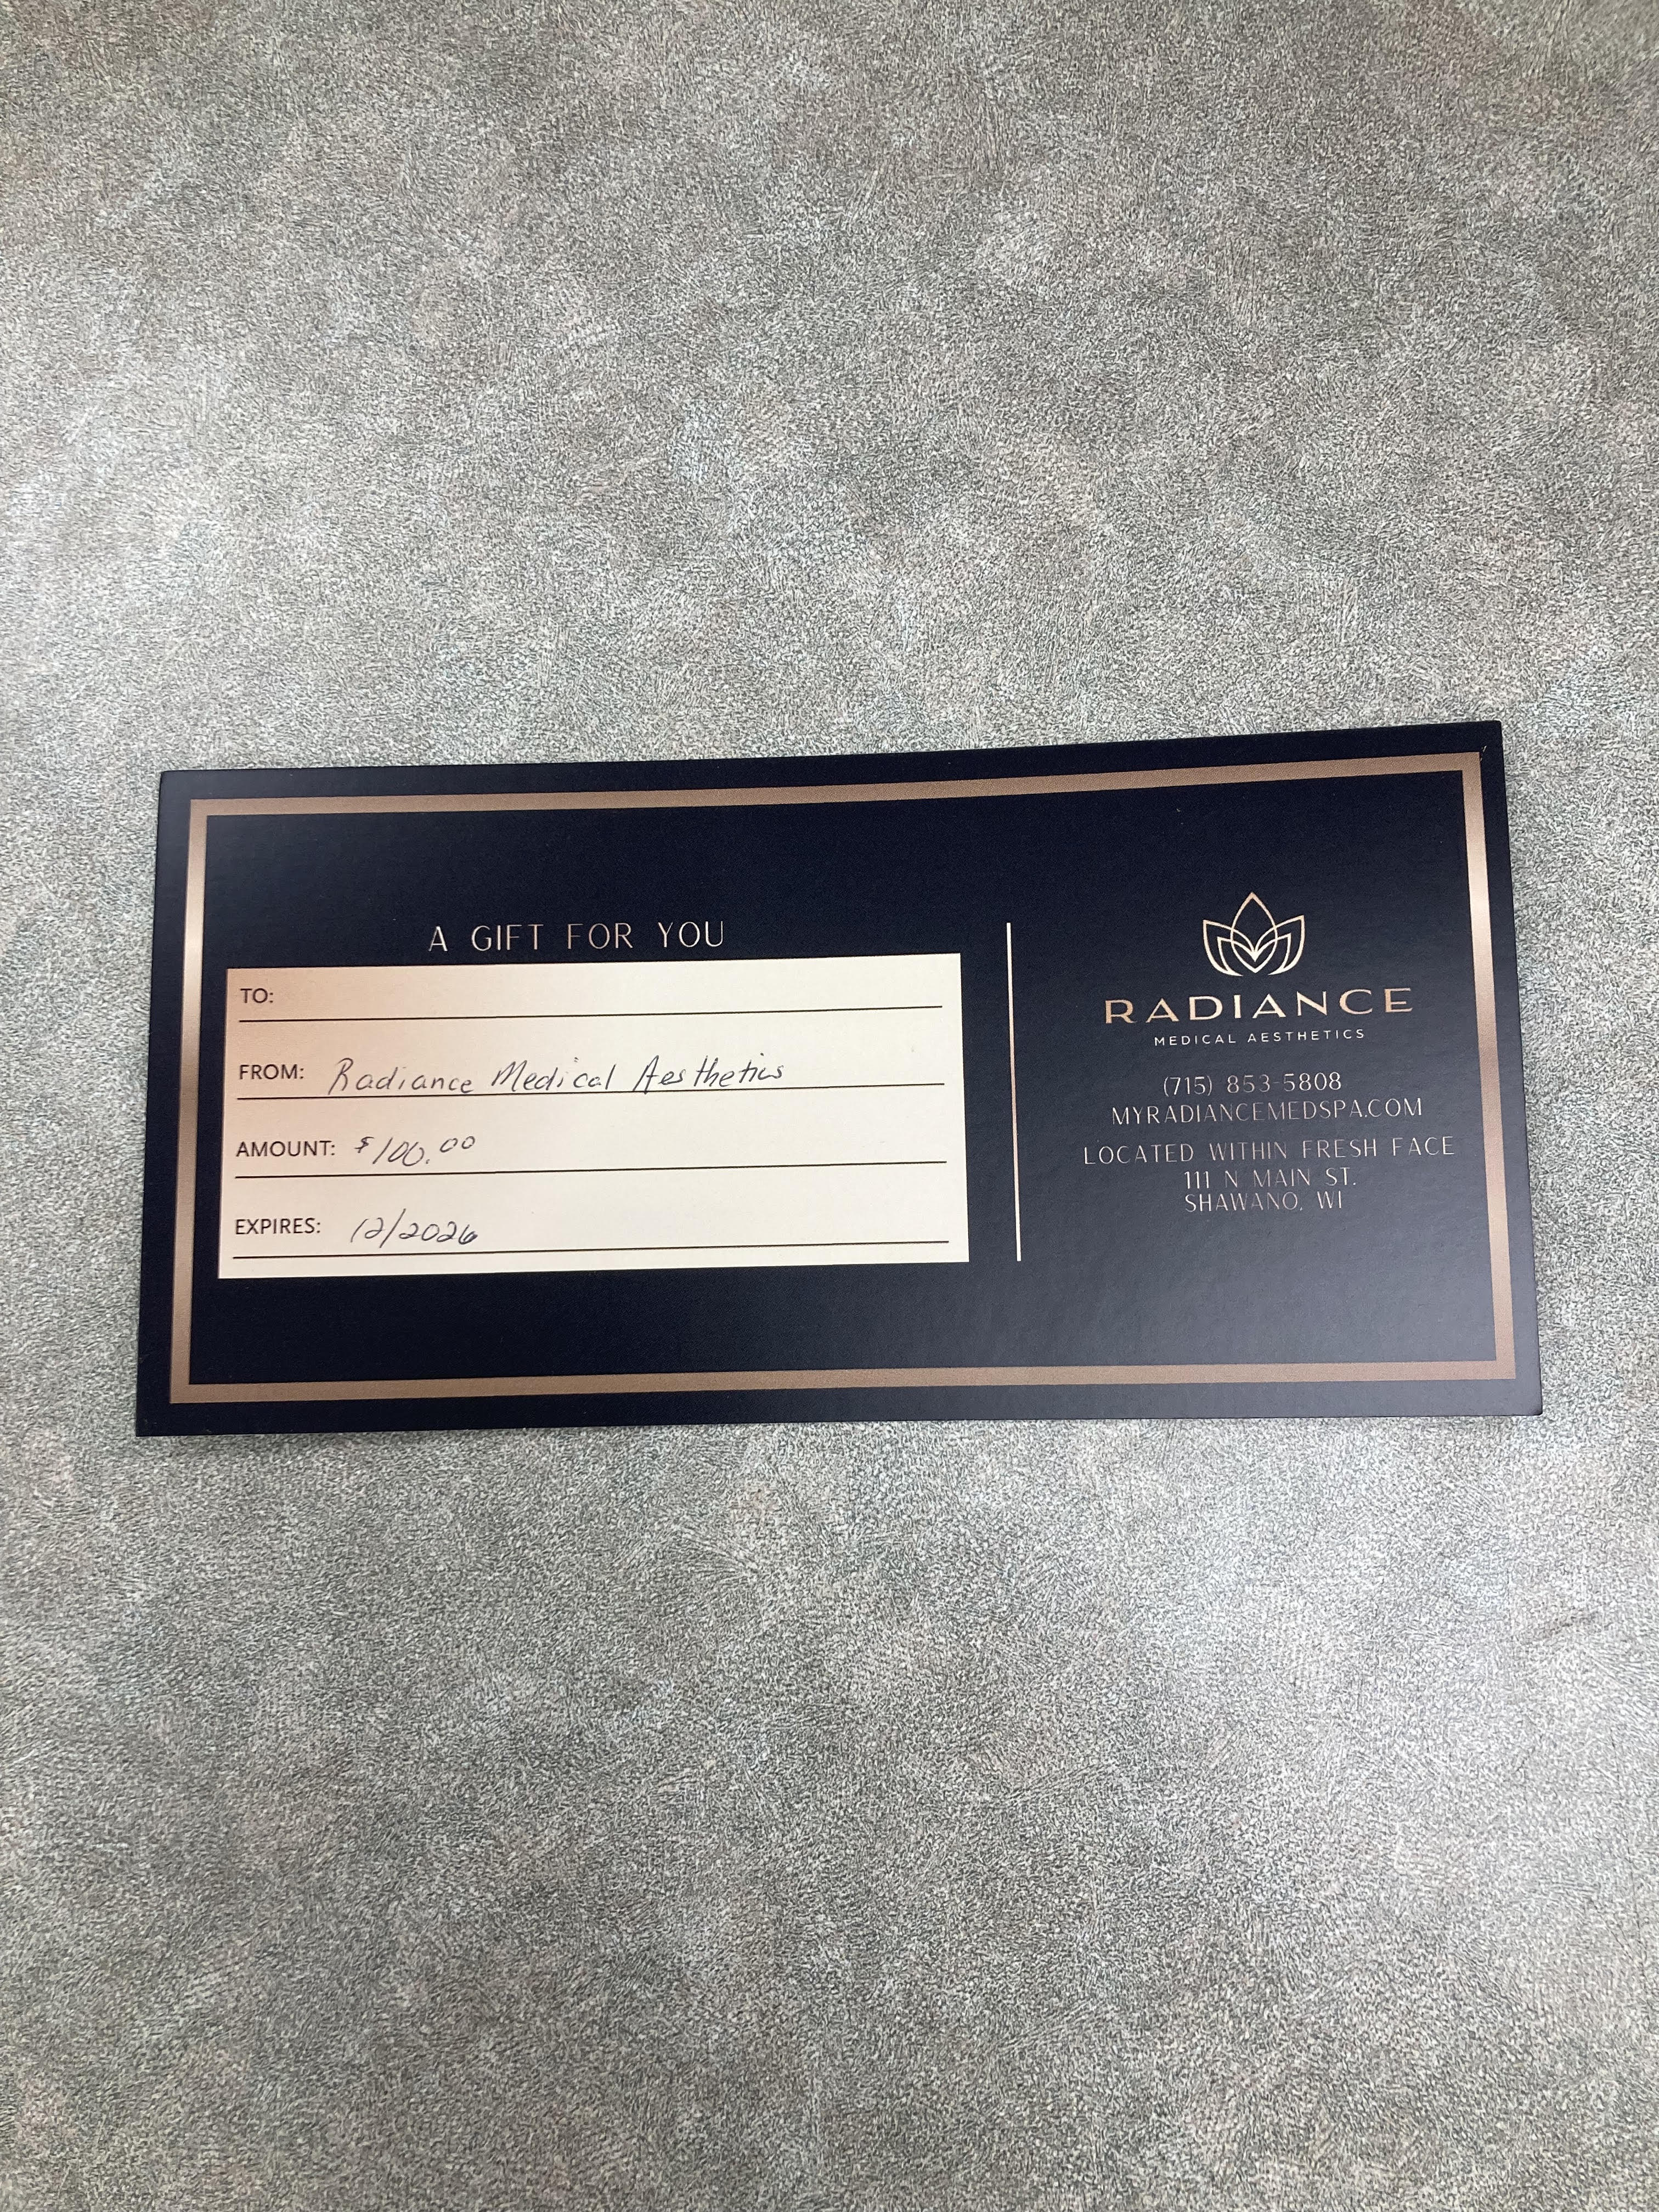 A GIFT FOR YOU
TO:
FROM: Radiance Medical Aesthetics
AMOUNT: $100.00
EXPIRES: 12/2026
RADIANCE
MEDICAL AESTHETICS
(715) 853-5808
MYRADIANCEMEDSPA.COM
LOCATED WITHIN FRESH FACE
111 N MAIN ST.
SHAWANO, WI